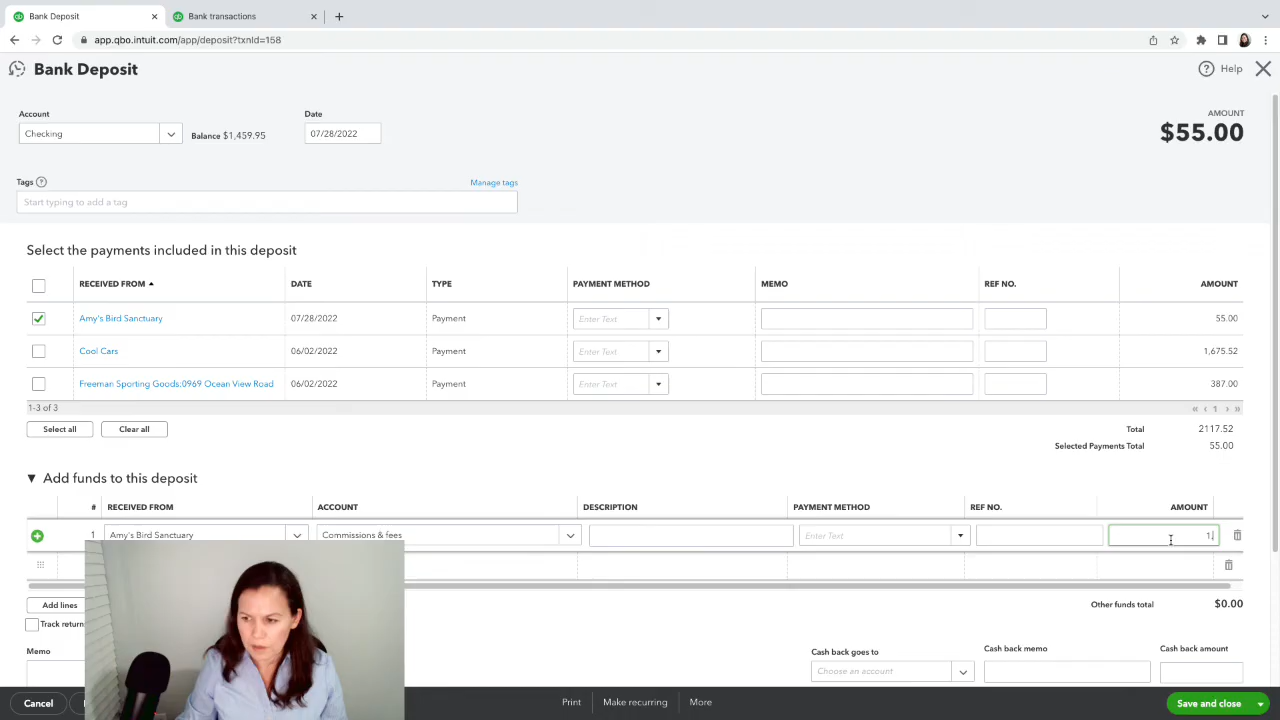 Bank Deposit
Bank transactions
app.qbo.intuit.com/app/deposit?txnId=158
Bank Deposit
Help
Account
Date
AMOUNT
Checking
Balance $1,459.95
07/28/2022
$55.00
Tags
Manage tags
Start typing to add a tag
Select the payments included in this deposit
RECEIVED FROM DATE TYPE PAYMENT METHOD MEMO REF NO. AMOUNT
Amy's Bird Sanctuary 07/28/2022 Payment Enter Text 55.00
Cool Cars 06/02/2022 Payment Enter Text 1,675.52
Freeman Sporting Goods:0969 Ocean View Road 06/02/2022 Payment Enter Text 387.00
1-3 of 3 « ‹ 1 › »
Select all Clear all Total 2117.52
Selected Payments Total 55.00
Add funds to this deposit
# RECEIVED FROM ACCOUNT DESCRIPTION PAYMENT METHOD REF NO. AMOUNT
1 Amy's Bird Sanctuary Commissions & fees Enter Text 1.
Add lines Other funds total $0.00
Track return
Memo Cash back goes to Cash back memo Cash back amount
Choose an account
Cancel Print Make recurring More Save and close